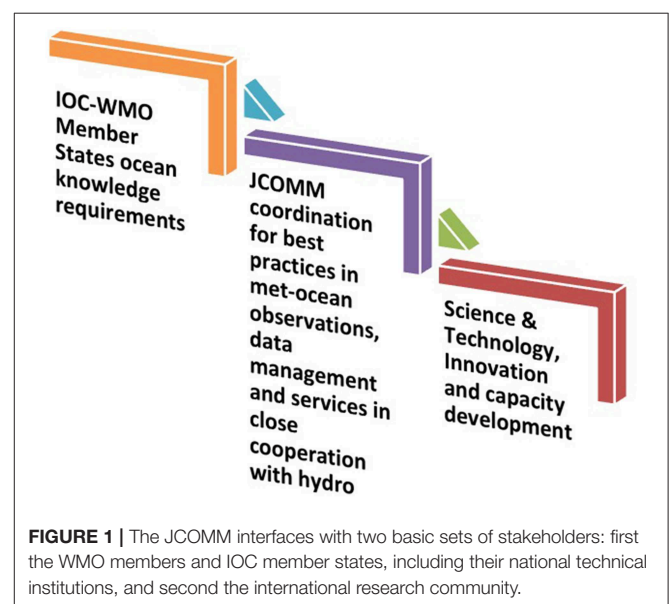 IOC-WMO
Member
States ocean
knowledge
requirements
JCOMM
coordination
for best
practices in
met-ocean
observations,
data
management
and services in
close
cooperation
with hydro
Science &
Technology,
Innovation
and capacity
development
FIGURE 1 | The JCOMM interfaces with two basic sets of stakeholders: first
the WMO members and IOC member states, including their national technical
institutions, and second the international research community.